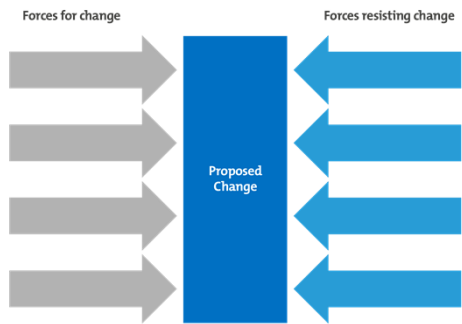 Forces for change
Forces resisting change
Proposed
Change